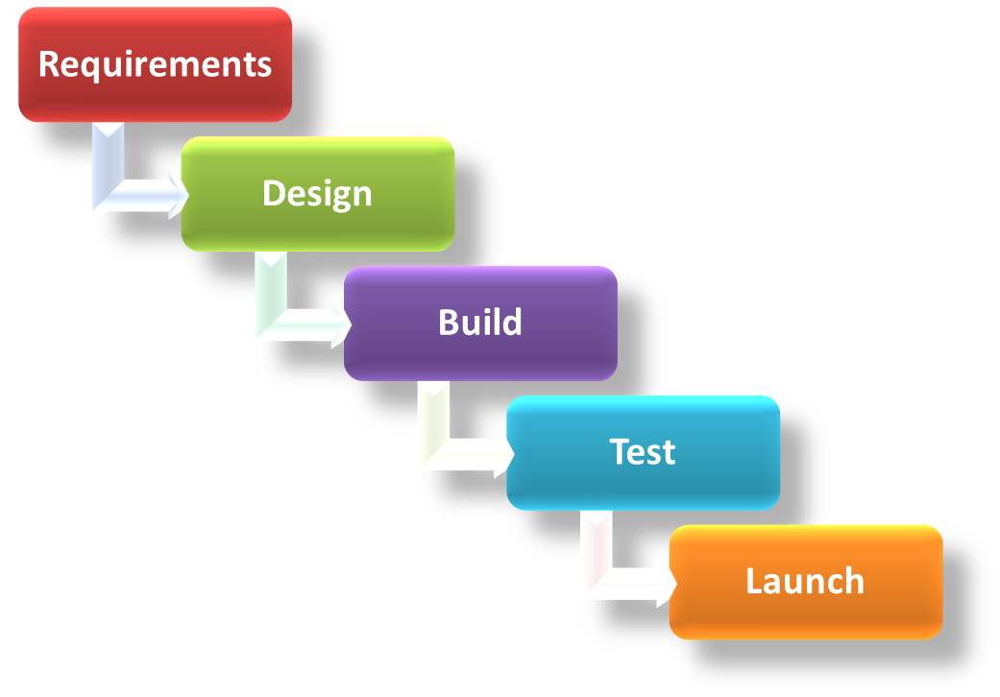 Requirements
Design
Build
Test
Launch